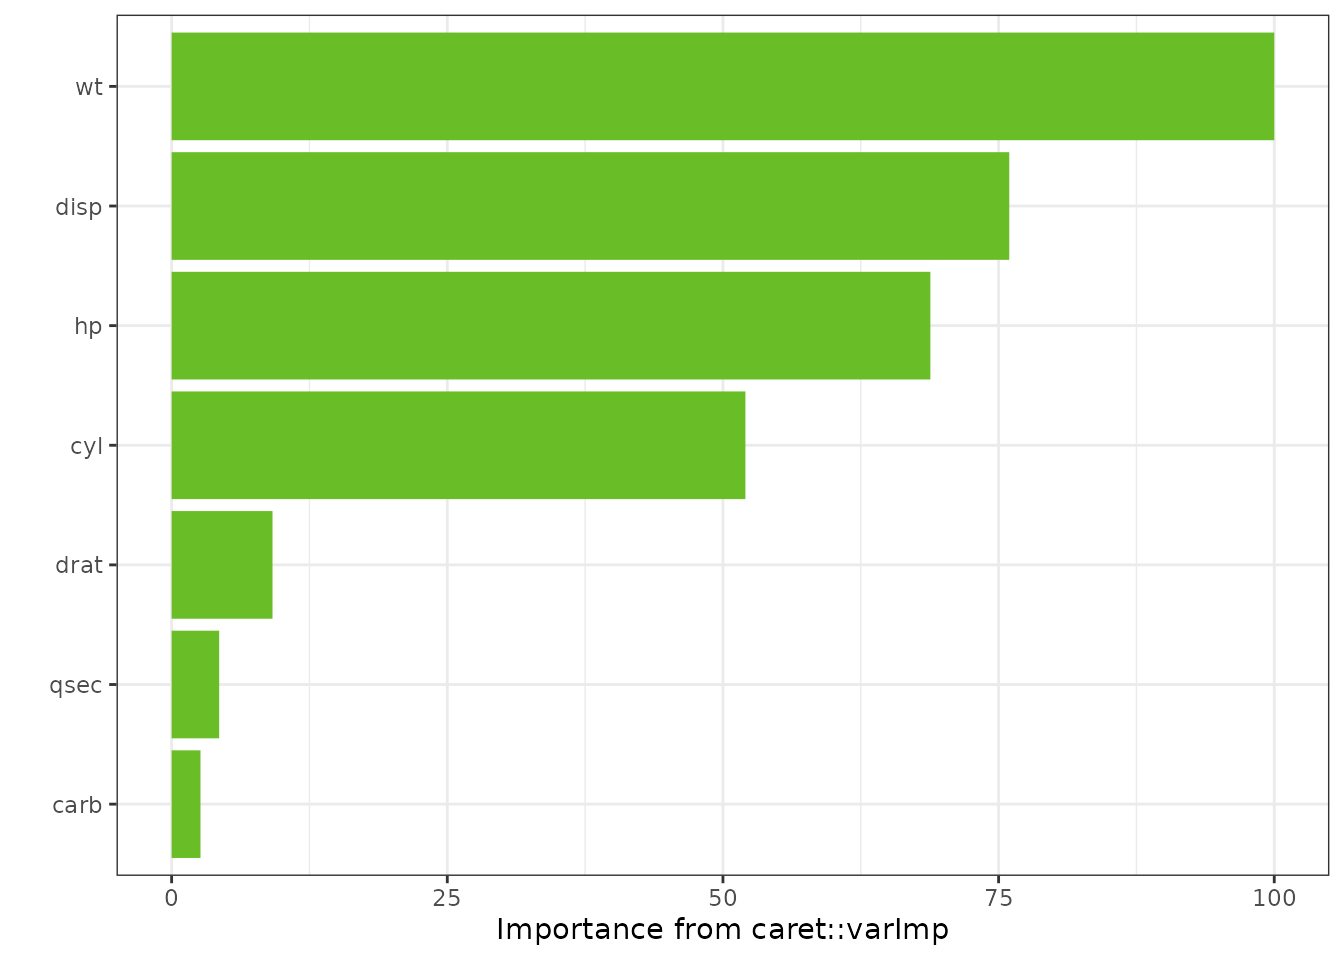 wt
disp
hp
cyl
drat
qsec
carb
0 25 50 75 100
Importance from caret::varImp